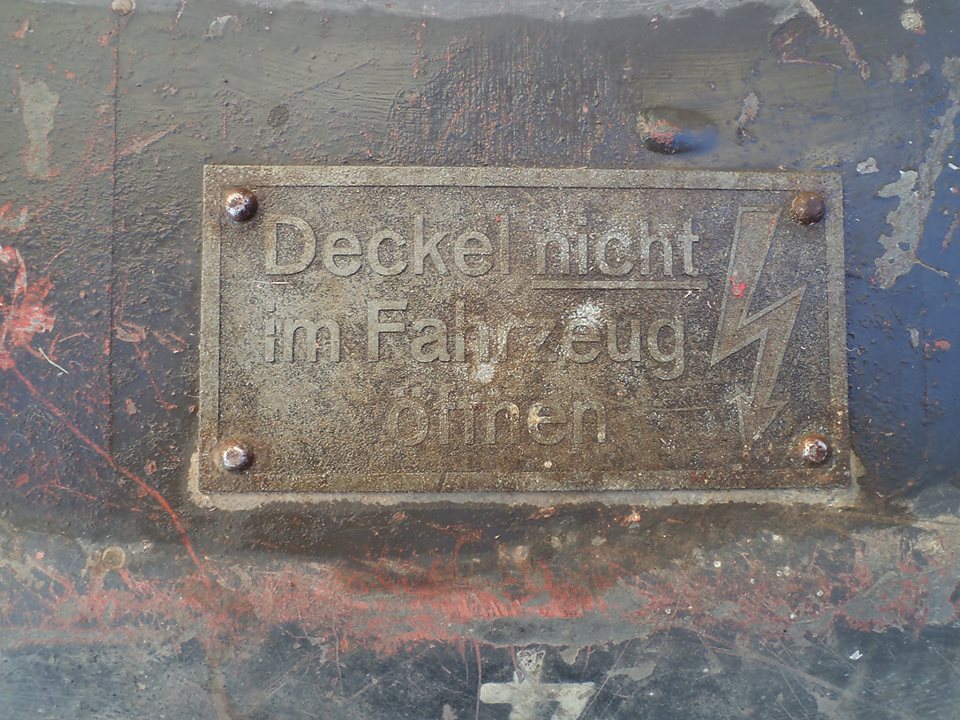 Deckel nicht
im Fahrzeug
öffnen